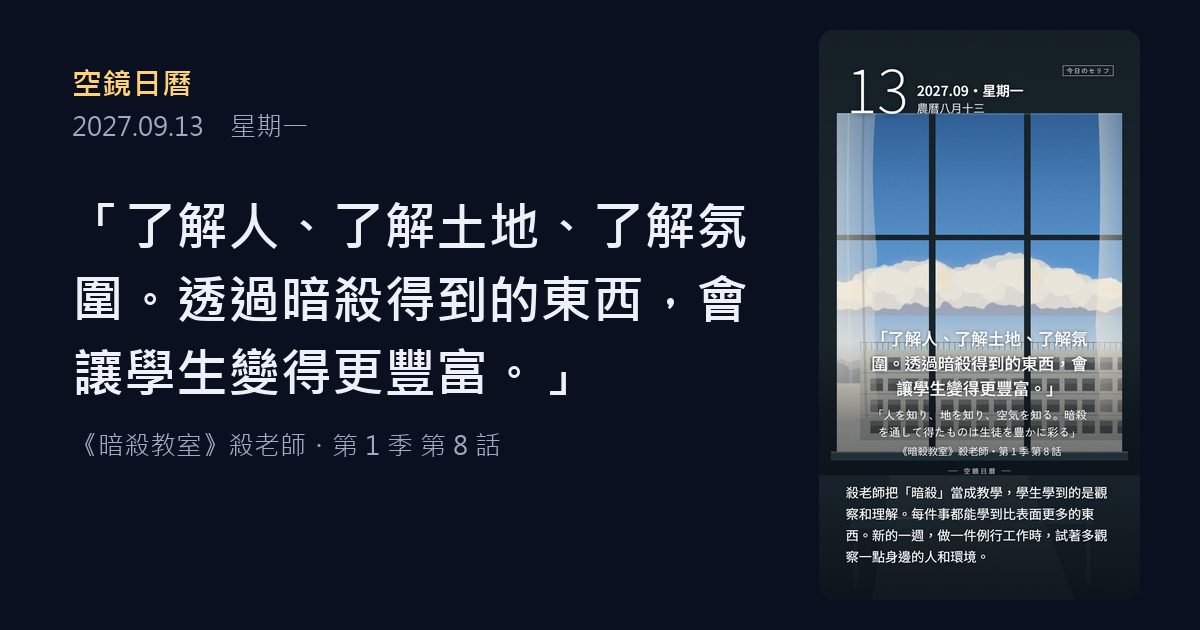 空鏡日曆
2027.09.13 星期一
「了解人、了解土地、了解氛
圍。透過暗殺得到的東西，會
讓學生變得更豐富。」
《暗殺教室》殺老師・第 1 季 第 8 話
今日のセリフ
13
2027.09・星期一
農曆八月十三
「了解人、了解土地、了解氛
圍。透過暗殺得到的東西，會
讓學生變得更豐富。」
「人を知り、地を知り、空気を知る。暗殺
を通して得たものは生徒を豊かに彩る」
《暗殺教室》殺老師・第 1 季 第 8 話
— 空鏡日曆 —
殺老師把「暗殺」當成教學，學生學到的是觀
察和理解。每件事都能學到比表面更多的東
西。新的一週，做一件例行工作時，試著多觀
察一點身邊的人和環境。